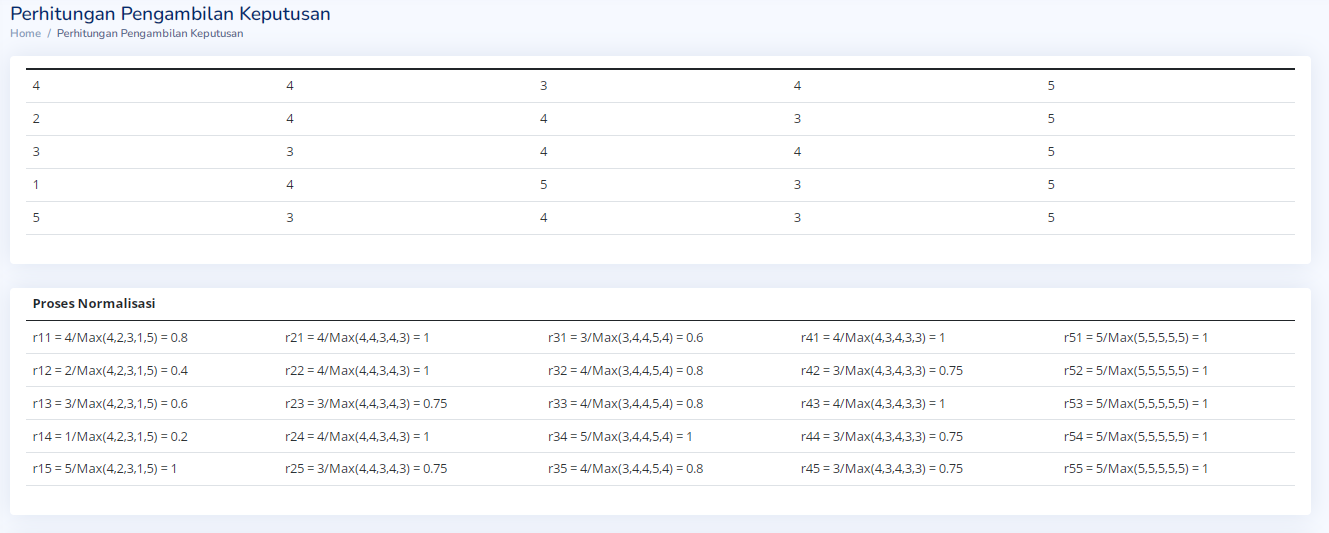 Perhitungan Pengambilan Keputusan
Home / Perhitungan Pengambilan Keputusan
4 4 3 4 5
2 4 4 3 5
3 3 4 4 5
1 4 5 3 5
5 3 4 3 5
Proses Normalisasi
r11 = 4/Max(4,2,3,1,5) = 0.8 r21 = 4/Max(4,4,3,4,3) = 1 r31 = 3/Max(3,4,4,5,4) = 0.6 r41 = 4/Max(4,3,4,3,3) = 1 r51 = 5/Max(5,5,5,5,5) = 1
r12 = 2/Max(4,2,3,1,5) = 0.4 r22 = 4/Max(4,4,3,4,3) = 1 r32 = 4/Max(3,4,4,5,4) = 0.8 r42 = 3/Max(4,3,4,3,3) = 0.75 r52 = 5/Max(5,5,5,5,5) = 1
r13 = 3/Max(4,2,3,1,5) = 0.6 r23 = 3/Max(4,4,3,4,3) = 0.75 r33 = 4/Max(3,4,4,5,4) = 0.8 r43 = 4/Max(4,3,4,3,3) = 1 r53 = 5/Max(5,5,5,5,5) = 1
r14 = 1/Max(4,2,3,1,5) = 0.2 r24 = 4/Max(4,4,3,4,3) = 1 r34 = 5/Max(3,4,4,5,4) = 1 r44 = 3/Max(4,3,4,3,3) = 0.75 r54 = 5/Max(5,5,5,5,5) = 1
r15 = 5/Max(4,2,3,1,5) = 1 r25 = 3/Max(4,4,3,4,3) = 0.75 r35 = 4/Max(3,4,4,5,4) = 0.8 r45 = 3/Max(4,3,4,3,3) = 0.75 r55 = 5/Max(5,5,5,5,5) = 1